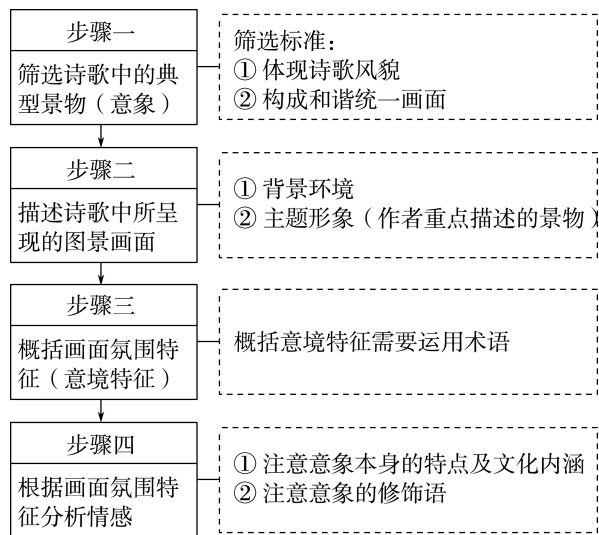 步骤一
筛选诗歌中的典
型景物（意象）
筛选标准：
① 体现诗歌风貌
② 构成和谐统一画面
步骤二
描述诗歌中所呈
现的图景画面
① 背景环境
② 主题形象（作者重点描述的景物）
步骤三
概括画面氛围特
征（意境特征）
概括意境特征需要运用术语
步骤四
根据画面氛围特
征分析情感
① 注意意象本身的特点及文化内涵
② 注意意象的修饰语